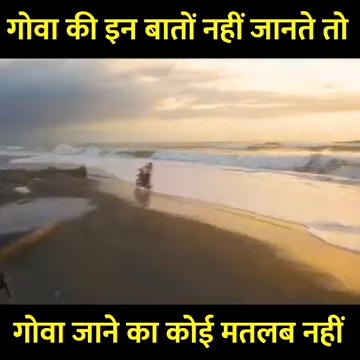 गोवा की इन बातों नहीं जानते तो
गोवा जाने का कोई मतलब नहीं